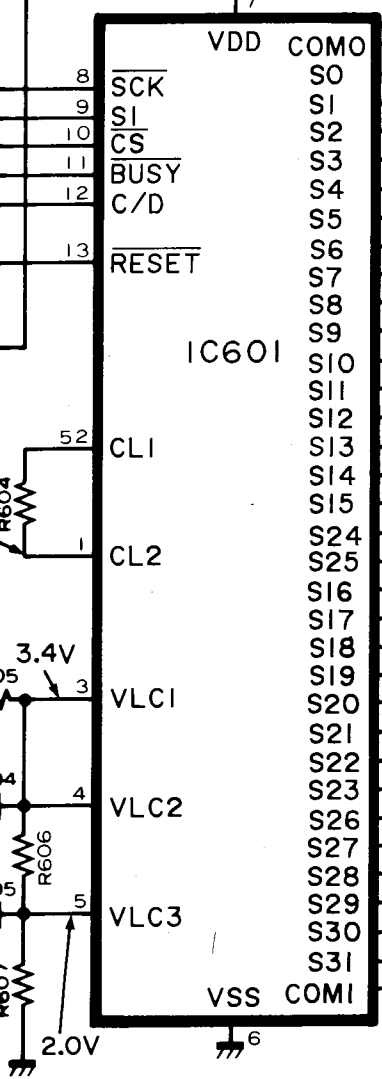 7
VDD COM0
8 SCK S0
9 SI S1
10 CS S2
11 BUSY S3
12 C/D S4
S5
13 RESET S6
S7
S8
S9
IC601 S10
S11
S12
52 CL1 S13
S14
R604 S15
S24
1 CL2 S25
S16
S17
S18
3.4V S19
3 VLC1 S20
S21
S22
S23
4 VLC2 S26
R606 S27
S28
S29
5 VLC3 S30
S31
R607 VSS COM1
2.0V 6